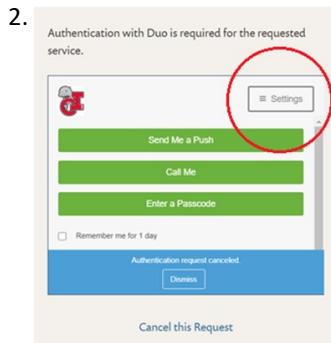 2.
Authentication with Duo is required for the requested
service.
≡ Settings
Send Me a Push
Call Me
Enter a Passcode
Remember me for 1 day
Authentication request canceled.
Dismiss
Cancel this Request